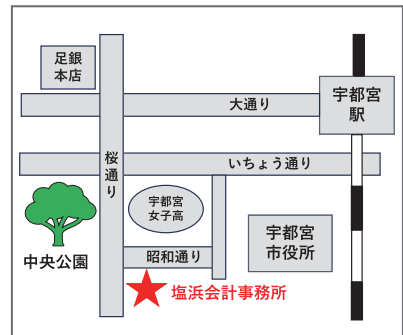 足銀
本店
大通り
宇都宮
駅
桜通り
いちょう通り
宇都宮
女子高
中央公園
昭和通り
宇都宮
市役所
塩浜会計事務所